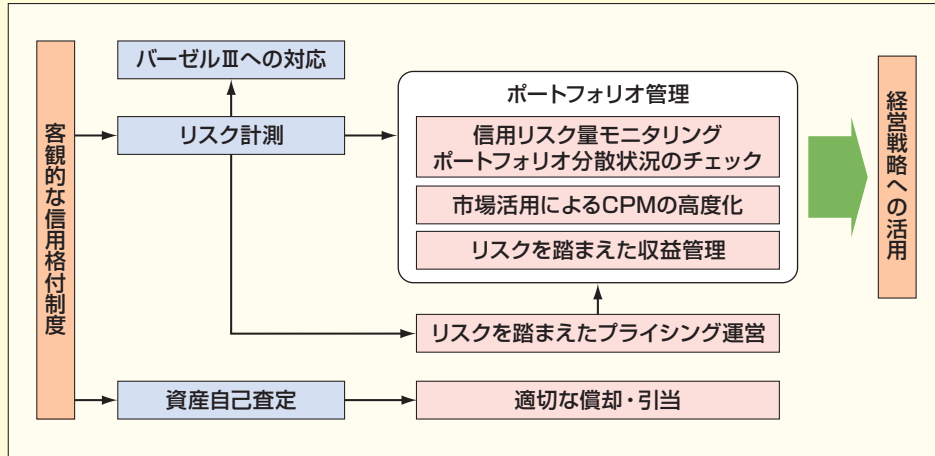 客観的な信用格付制度
バーゼルⅢへの対応
リスク計測
ポートフォリオ管理
信用リスク量モニタリング
ポートフォリオ分散状況のチェック
市場活用によるCPMの高度化
リスクを踏まえた収益管理
リスクを踏まえたプライシング運営
資産自己査定
適切な償却・引当
経営戦略への活用